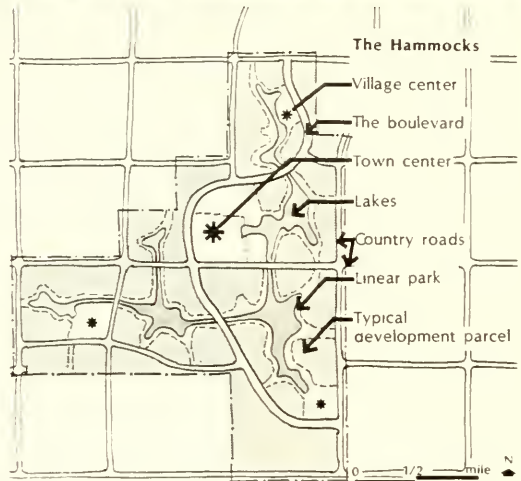 The Hammocks
Village center
The boulevard
Town center
Lakes
Country roads
Linear park
Typical
development parcel
0 1/2 mile
N